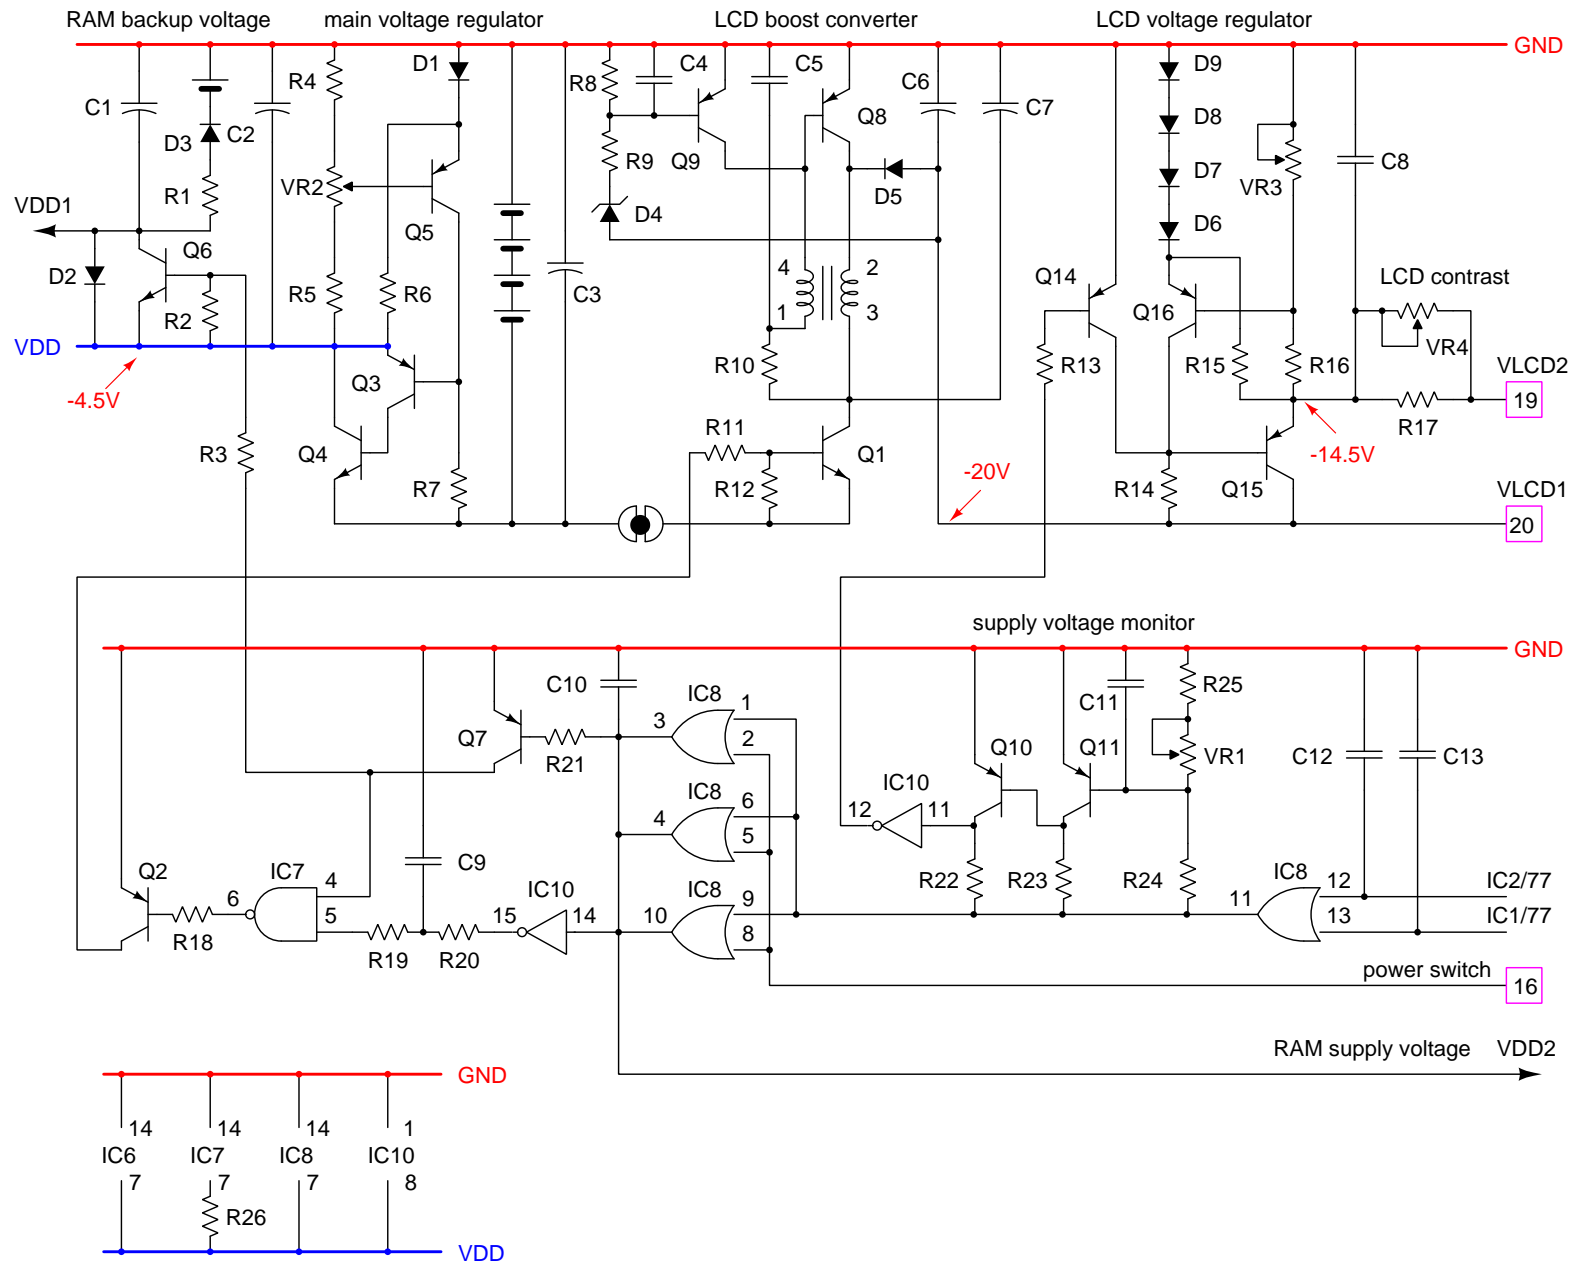 RAM backup voltage main voltage regulator LCD boost converter LCD voltage regulator
GND
D1 C4 C5 D9
R4 R8 C6
C1 C2 Q8 C7 D8
D3 R9 Q9 C8
R1 VR2 D5 D7 VR3
VDD1 D4
Q6 Q5 D6
D2 4 2 Q14 LCD contrast
R5 R6 C3
R2 1 3 Q16
VDD VR4
R10 R13 R15 R16 VLCD2
Q3
-4.5V 19
R11 R17
R3 Q4 Q1 -14.5V
-20V
R7 R12 R14 Q15 VLCD1
20
supply voltage monitor
GND
C10 IC8 1 C11 R25
3
Q7 2 Q10 Q11 C12 C13
R21 VR1
IC10
IC8 6 12 11
4 5
C9
Q2 IC7 4 IC10 IC8 9 R22 R23 R24 IC8 12 IC2/77
6 11
5 15 14 10 13 IC1/77
8
R18 R19 R20
power switch
16
RAM supply voltage VDD2
GND
14 14 14 1
IC6 IC7 IC8 IC10
7 7 7 8
R26
VDD